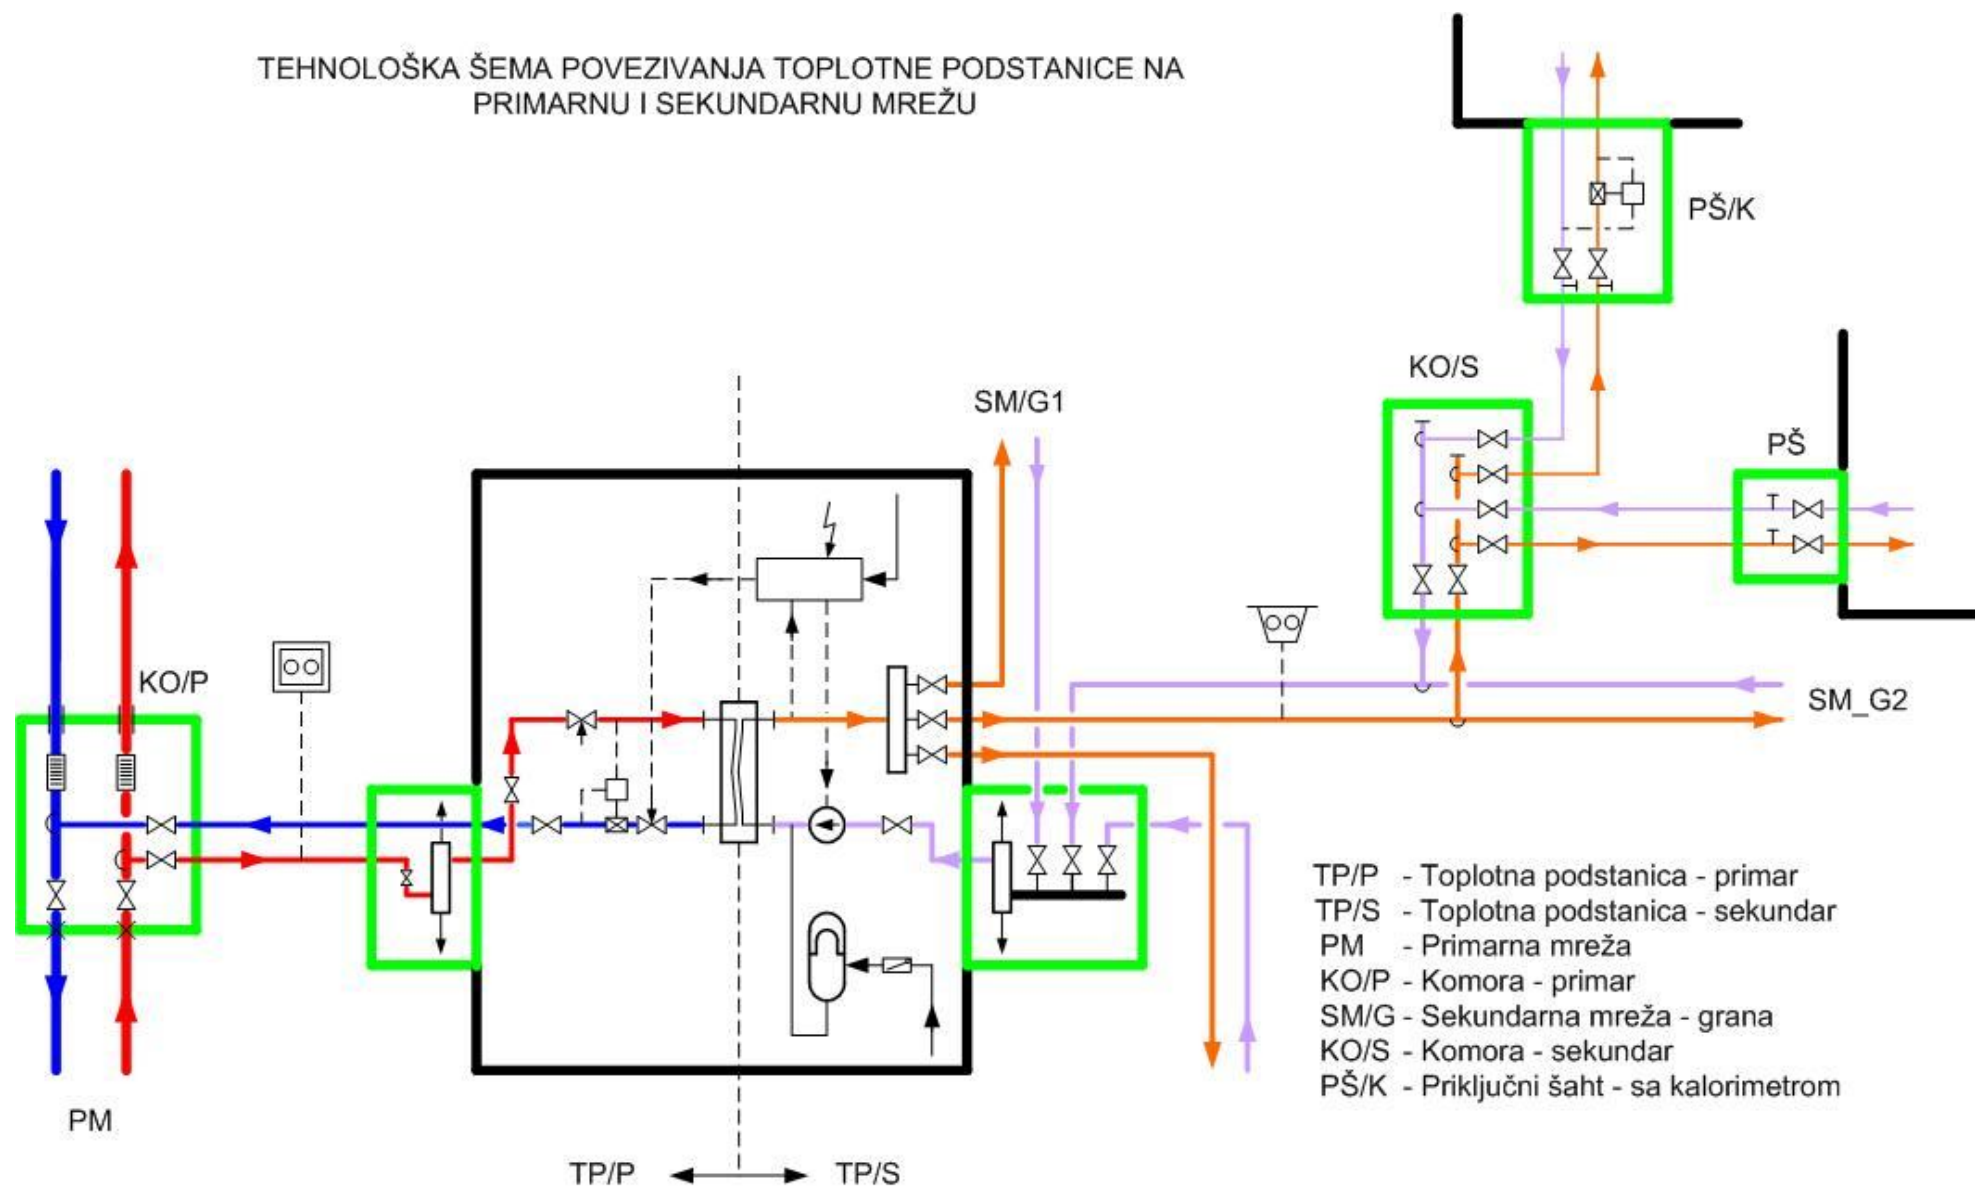 TEHNOLOŠKA ŠEMA POVEZIVANJA TOPLOTNE PODSTANICE NA
PRIMARNU I SEKUNDARNU MREŽU
PŠ/K
KO/S
SM/G1
PŠ
KO/P
SM_G2
TP/P - Toplotna podstanica - primar
TP/S - Toplotna podstanica - sekundar
PM - Primarna mreža
KO/P - Komora - primar
SM/G - Sekundarna mreža - grana
KO/S - Komora - sekundar
PŠ/K - Priključni šaht - sa kalorimetrom
PM
TP/P
TP/S